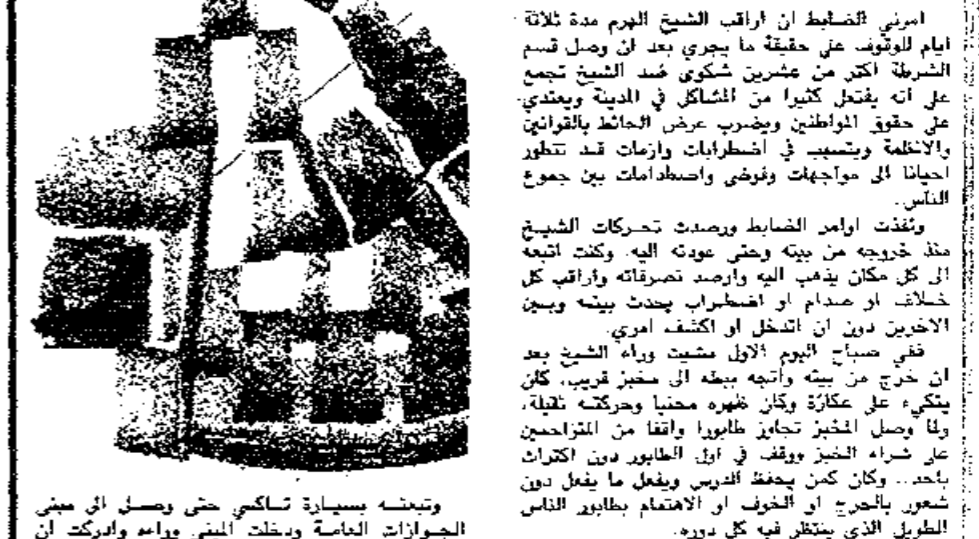 امرني الضابط ان اراقب الشيخ الهرم مدة ثلاثة
ايام للوقوف على حقيقة ما يجري بعد ان وصل قسم
الشرطة اكثر من عشرين شكوى ضد الشيخ تجمع
على أنه يفتعل كثيرا من المشاكل في المدينة ويعتدي
على حقوق المواطنين ويضرب عرض الحائط بالقوانين
والانظمة ويتسبب في اضطرابات وازمات قد تتطور
احيانا الى مواجهات وفوضى واصطدامات بين جموع
الناس.
ونفذت اوامر الضابط ورصدت تحركات الشيخ
منذ خروجه من بيته وحتى عودته اليه. وكنت اتبعه
الى كل مكان يذهب اليه وارصد تصرفاته واراقب كل
خلاف او صدام او اضطراب يحدث بينه وبين
الاخرين دون ان اتدخل او اكشف امري.
ففي صباح اليوم الاول مشيت وراء الشيخ بعد
ان خرج من بيته واتجه ببطء الى مخبز قريب، كان
يتكيء على عكازة وكان ظهره محنيا وحركته ثقيلة،
ولما وصل المخبز تجاوز طابورا واقفا من المتزاحمين
على شراء الخبز ووقف في اول الطابور دون اكتراث
بأحد.. وكان كمن يحفظ الدرس ويفعل ما يفعل دون
شعور بالحرج او الخوف او الاهتمام بطابور الناس
الطويل الذي ينتظر فيه كل دوره.
وتبعته بسيارة تاكسي حتى وصل الى مبنى
الجوازات العامة ودخلت المبنى وراءه وادركت ان